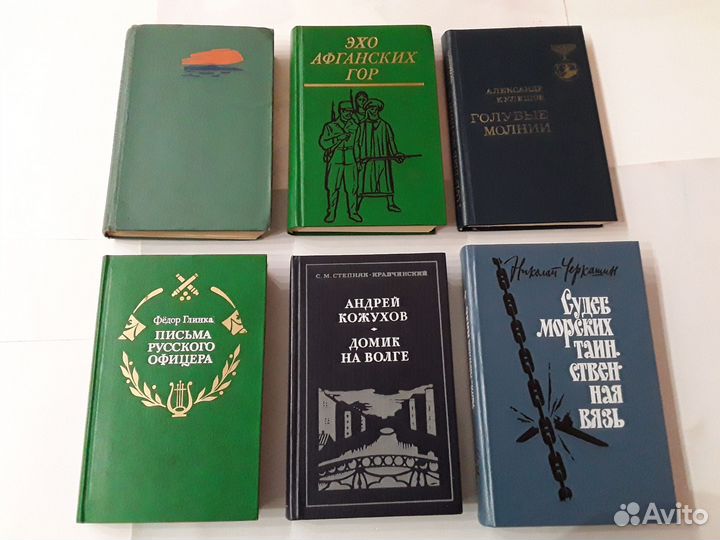 ЭХО
АФГАНСКИХ
ГОР
АЛЕКСАНДР
КУЛЕШОВ
ГОЛУБЫЕ
МОЛНИИ
Фёдор Глинка
ПИСЬМА
РУССКОГО
ОФИЦЕРА
С. М. СТЕПНЯК-КРАВЧИНСКИЙ
АНДРЕЙ
КОЖУХОВ
ДОМИК
НА ВОЛГЕ
Николай Черкашин
Судеб
морских
таин-
ствен-
ная
вязь
Avito